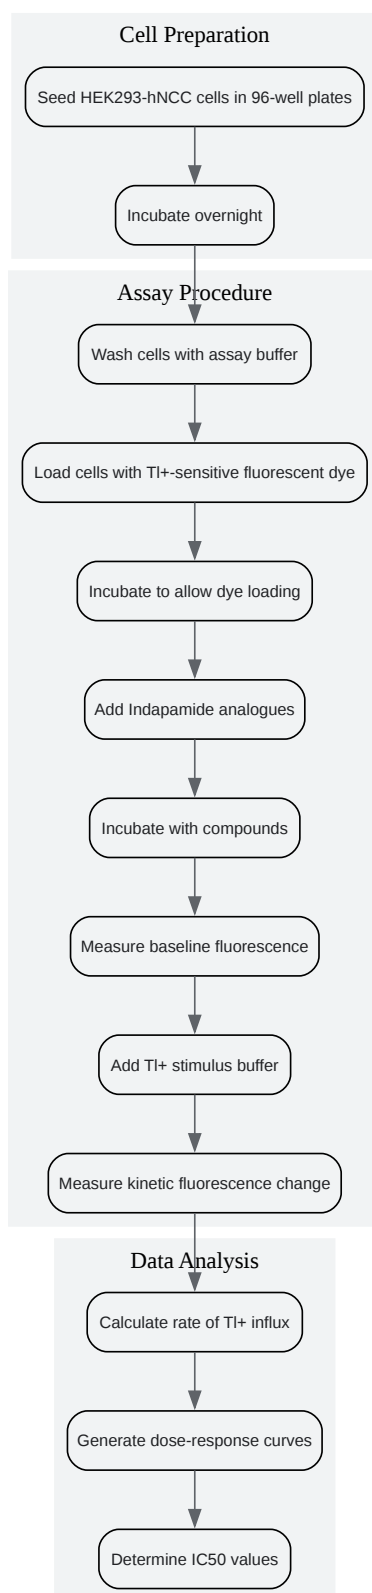 Cell Preparation
Seed HEK293-hNCC cells in 96-well plates
Incubate overnight
Assay Procedure
Wash cells with assay buffer
Load cells with Tl+-sensitive fluorescent dye
Incubate to allow dye loading
Add Indapamide analogues
Incubate with compounds
Measure baseline fluorescence
Add Tl+ stimulus buffer
Measure kinetic fluorescence change
Data Analysis
Calculate rate of Tl+ influx
Generate dose-response curves
Determine IC50 values